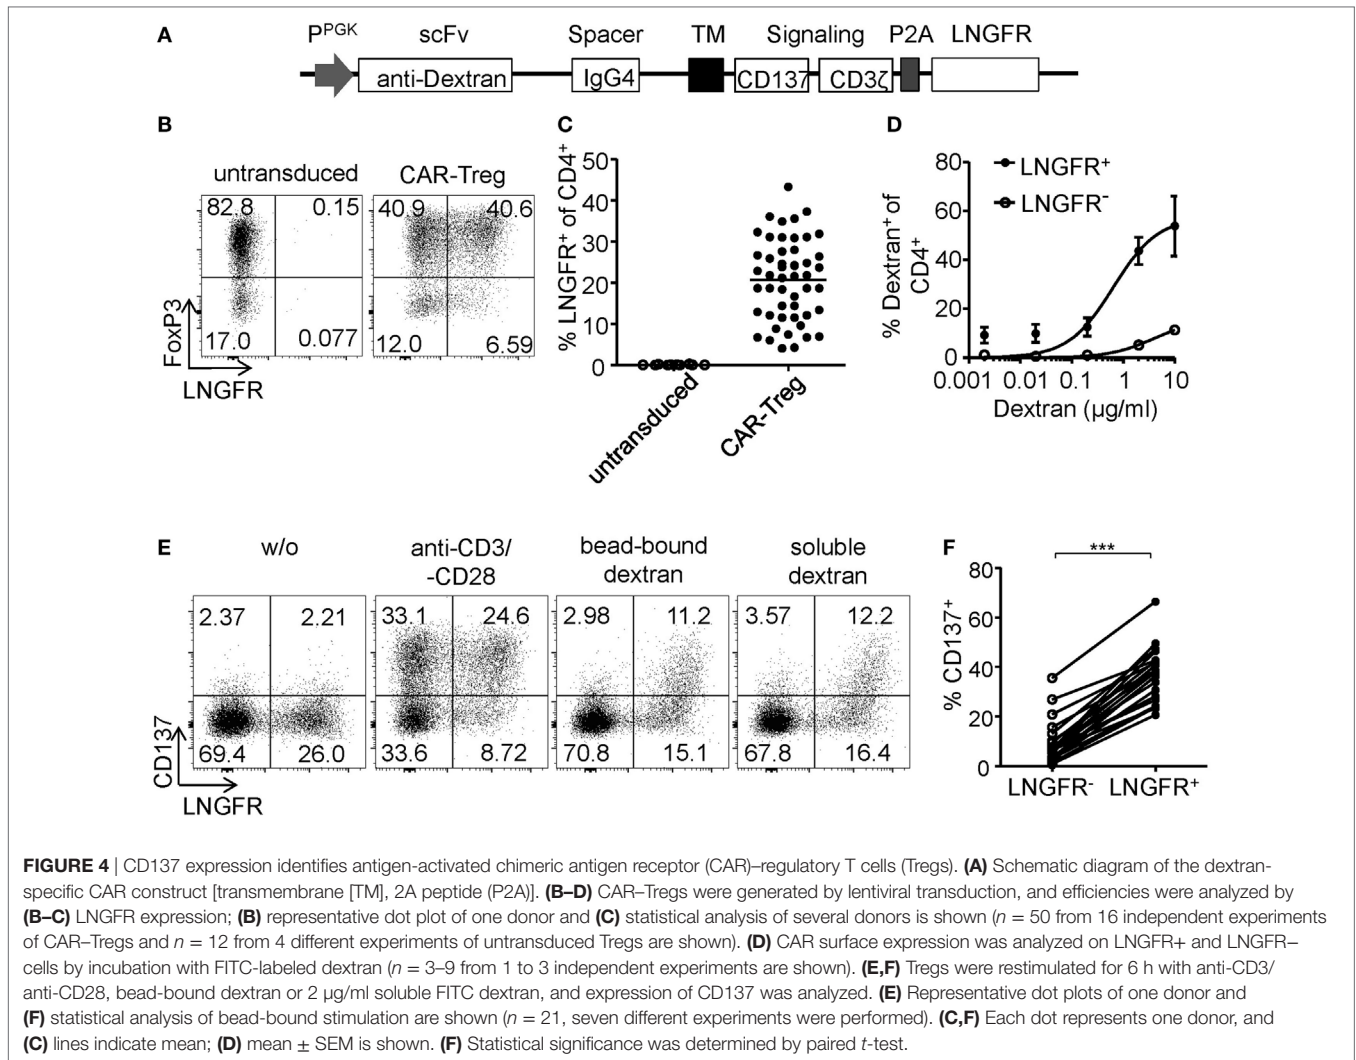 A
P^PGK scFv Spacer TM Signaling P2A LNGFR
anti-Dextran IgG4 CD137 CD3ζ
B
untransduced CAR-Treg
82.8 0.15 40.9 40.6
17.0 0.077 12.0 6.59
FoxP3
LNGFR
C
% LNGFR⁺ of CD4⁺
50
40
30
20
10
0
untransduced
CAR-Treg
D
% Dextran⁺ of
CD4⁺
80
60
40
20
0
LNGFR⁺
LNGFR⁻
0.001 0.01 0.1 1 10
Dextran (µg/ml)
E
w/o anti-CD3/ bead-bound soluble
-CD28 dextran dextran
2.37 2.21 33.1 24.6 2.98 11.2 3.57 12.2
69.4 26.0 33.6 8.72 70.8 15.1 67.8 16.4
CD137
LNGFR
F
***
% CD137⁺
80
60
40
20
0
LNGFR⁻ LNGFR⁺
FIGURE 4 | CD137 expression identifies antigen-activated chimeric antigen receptor (CAR)–regulatory T cells (Tregs). (A) Schematic diagram of the dextran-
specific CAR construct [transmembrane [TM], 2A peptide (P2A)]. (B–D) CAR–Tregs were generated by lentiviral transduction, and efficiencies were analyzed by
(B–C) LNGFR expression; (B) representative dot plot of one donor and (C) statistical analysis of several donors is shown (n = 50 from 16 independent experiments
of CAR–Tregs and n = 12 from 4 different experiments of untransduced Tregs are shown). (D) CAR surface expression was analyzed on LNGFR+ and LNGFR−
cells by incubation with FITC-labeled dextran (n = 3–9 from 1 to 3 independent experiments are shown). (E,F) Tregs were restimulated for 6 h with anti-CD3/
anti-CD28, bead-bound dextran or 2 µg/ml soluble FITC dextran, and expression of CD137 was analyzed. (E) Representative dot plots of one donor and
(F) statistical analysis of bead-bound stimulation are shown (n = 21, seven different experiments were performed). (C,F) Each dot represents one donor, and
(C) lines indicate mean; (D) mean ± SEM is shown. (F) Statistical significance was determined by paired t-test.